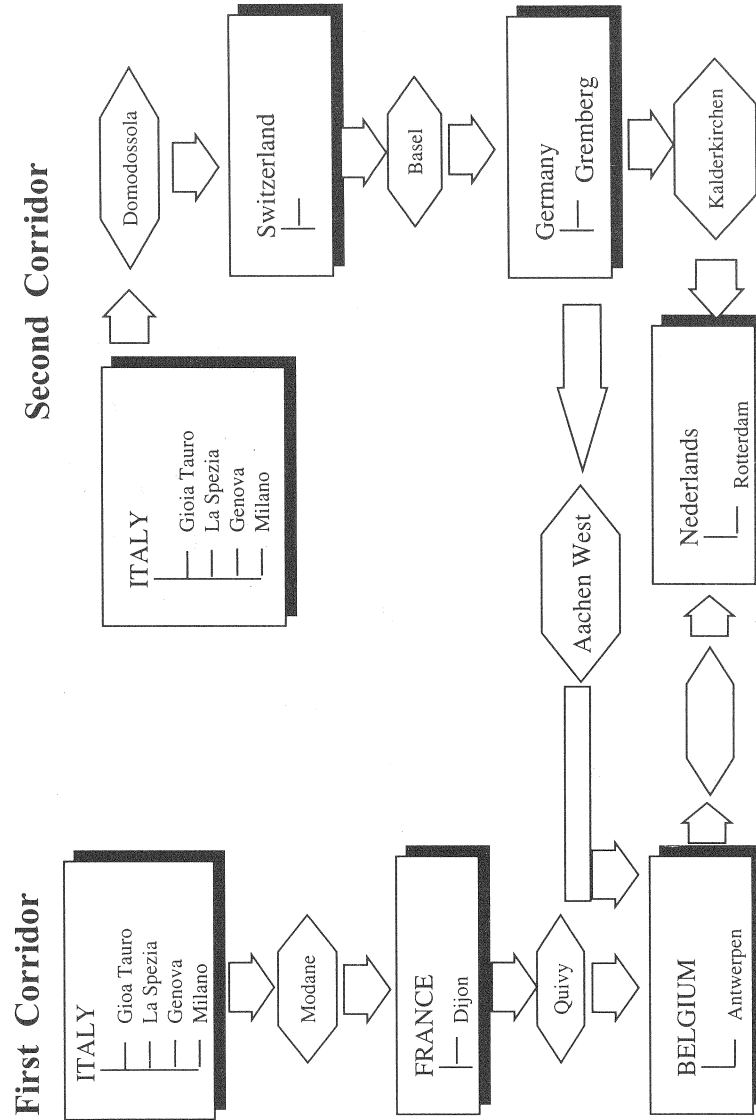 First Corridor
ITALY
Gioa Tauro
La Spezia
Genova
Milano
Modane
FRANCE
Dijon
Quivy
BELGIUM
Antwerpen
Second Corridor
ITALY
Gioia Tauro
La Spezia
Genova
Milano
Domodossola
Switzerland
Basel
Germany
Gremberg
Aachen West
Kalderkirchen
Nederlands
Rotterdam